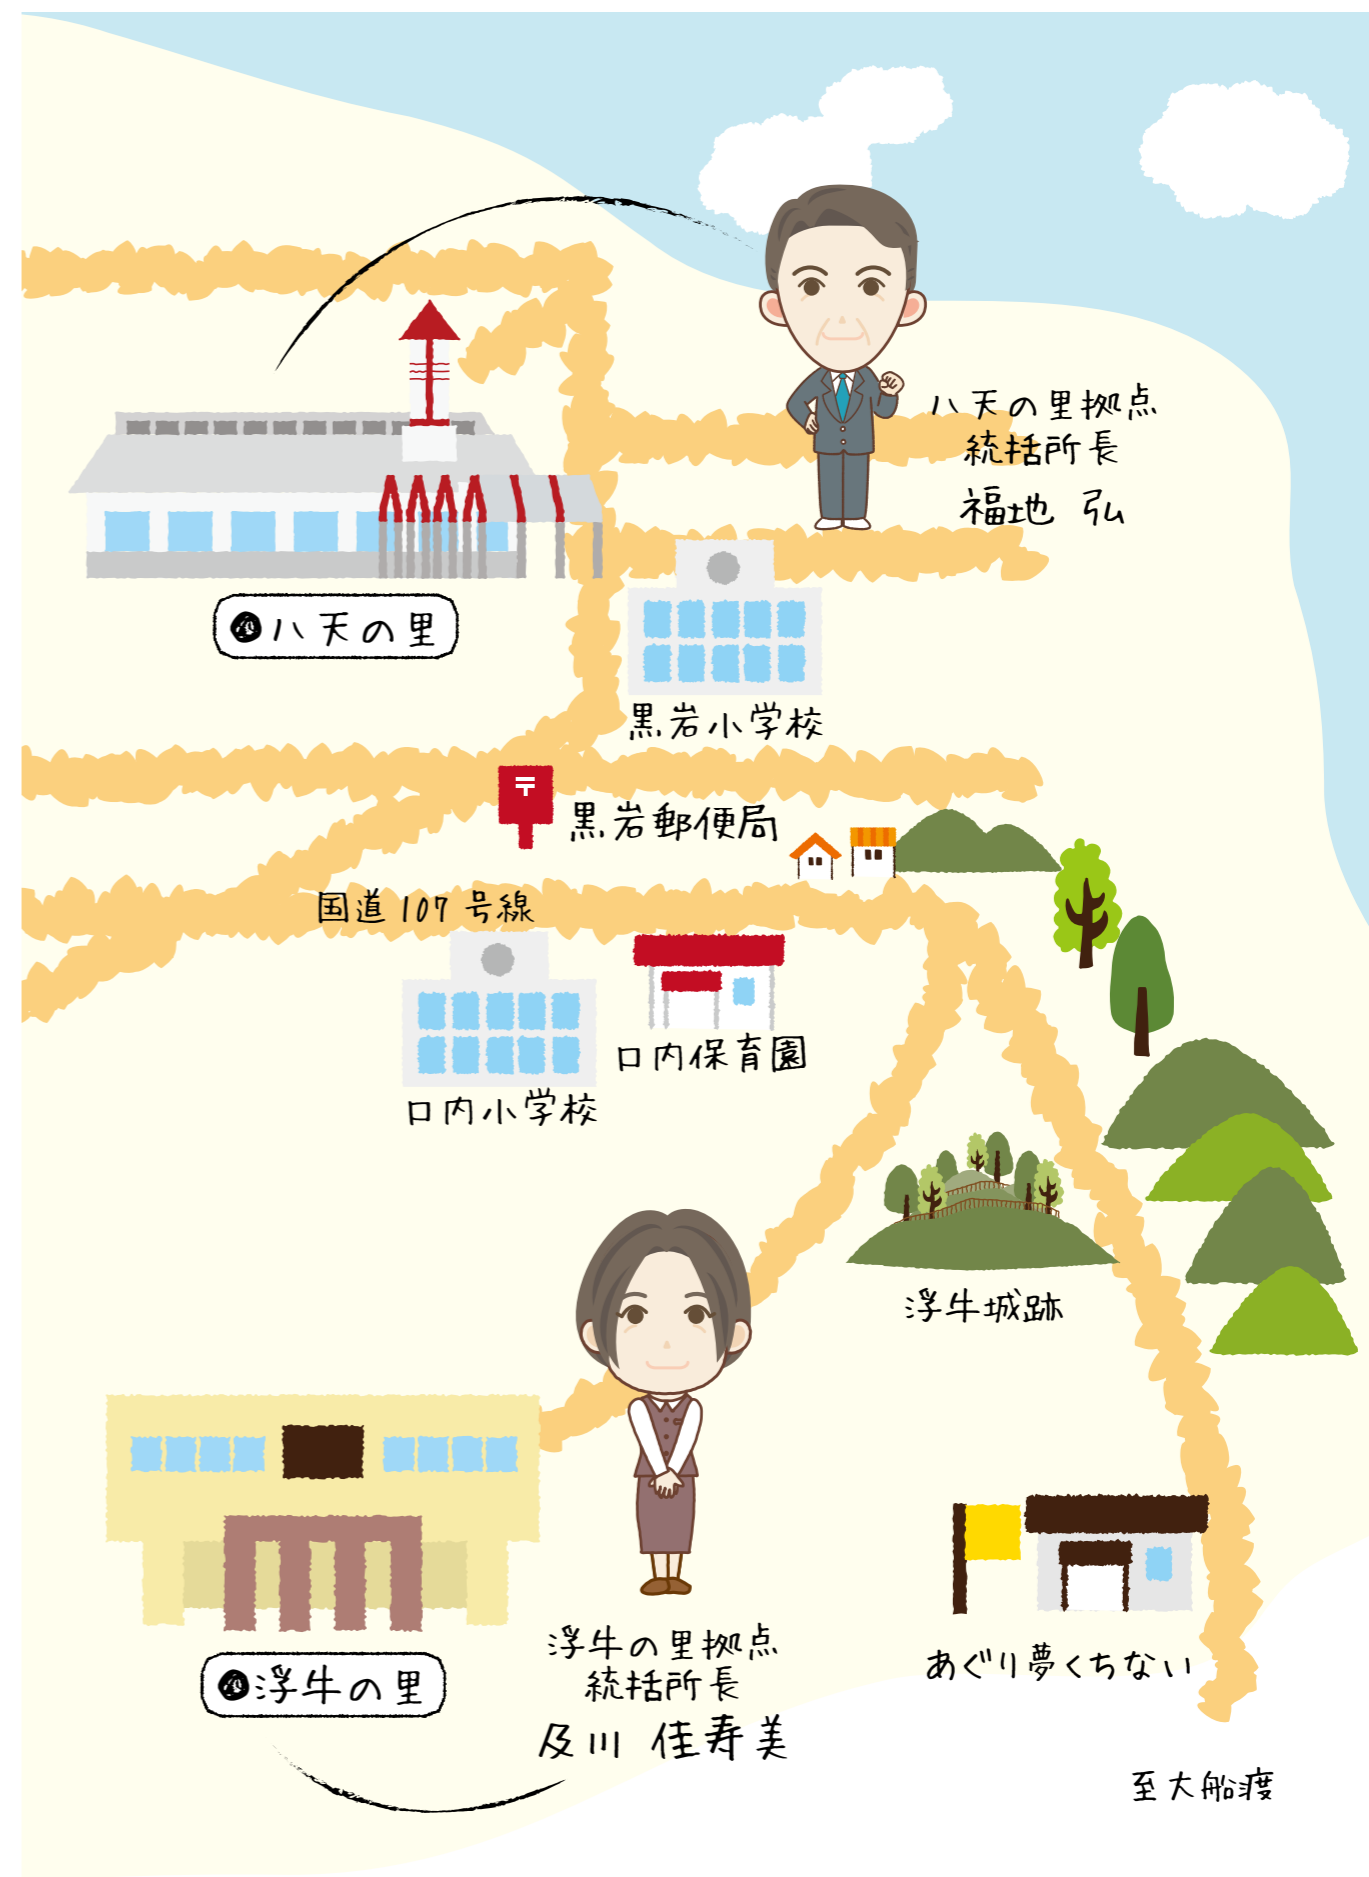 八天の里拠点
統括所長
福地 弘
八天の里
黒岩小学校
〒
黒岩郵便局
国道107号線
口内保育園
口内小学校
浮牛城跡
浮牛の里拠点
統括所長
及川 佳寿美
浮牛の里
あぐり夢くちない
至大船渡